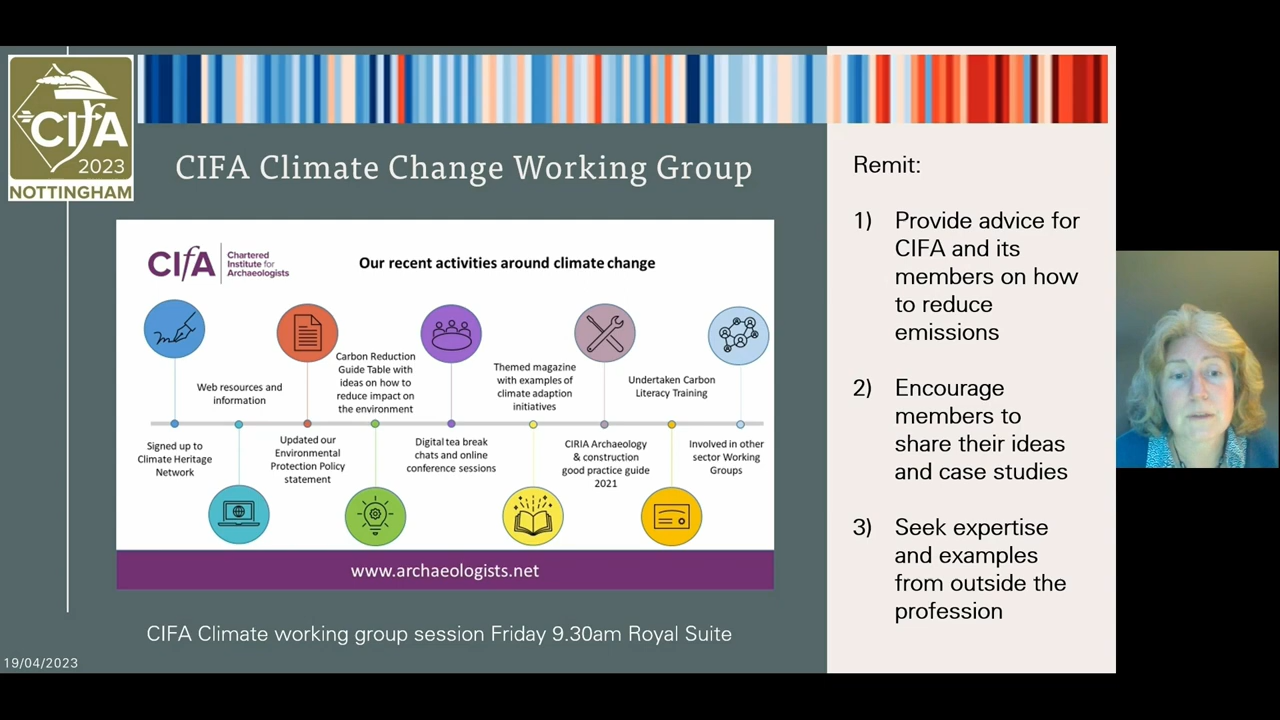 CIfA
2023
NOTTINGHAM
CIFA Climate Change Working Group
CIfA
Chartered
Institute for
Archaeologists
Our recent activities around climate change
Signed up to
Climate Heritage
Network
Web resources and
information
Updated our
Environmental
Protection Policy
statement
Carbon Reduction
Guide Table with
ideas on how to
reduce impact on
the environment
Digital tea break
chats and online
conference sessions
Themed magazine
with examples of
climate adaption
initiatives
CIRIA Archaeology
& construction
good practice guide
2021
Undertaken Carbon
Literacy Training
Involved in other
sector Working
Groups
www.archaeologists.net
CIFA Climate working group session Friday 9.30am Royal Suite
19/04/2023
Remit:
1) Provide advice for
CIFA and its
members on how
to reduce
emissions
2) Encourage
members to
share their ideas
and case studies
3) Seek expertise
and examples
from outside the
profession